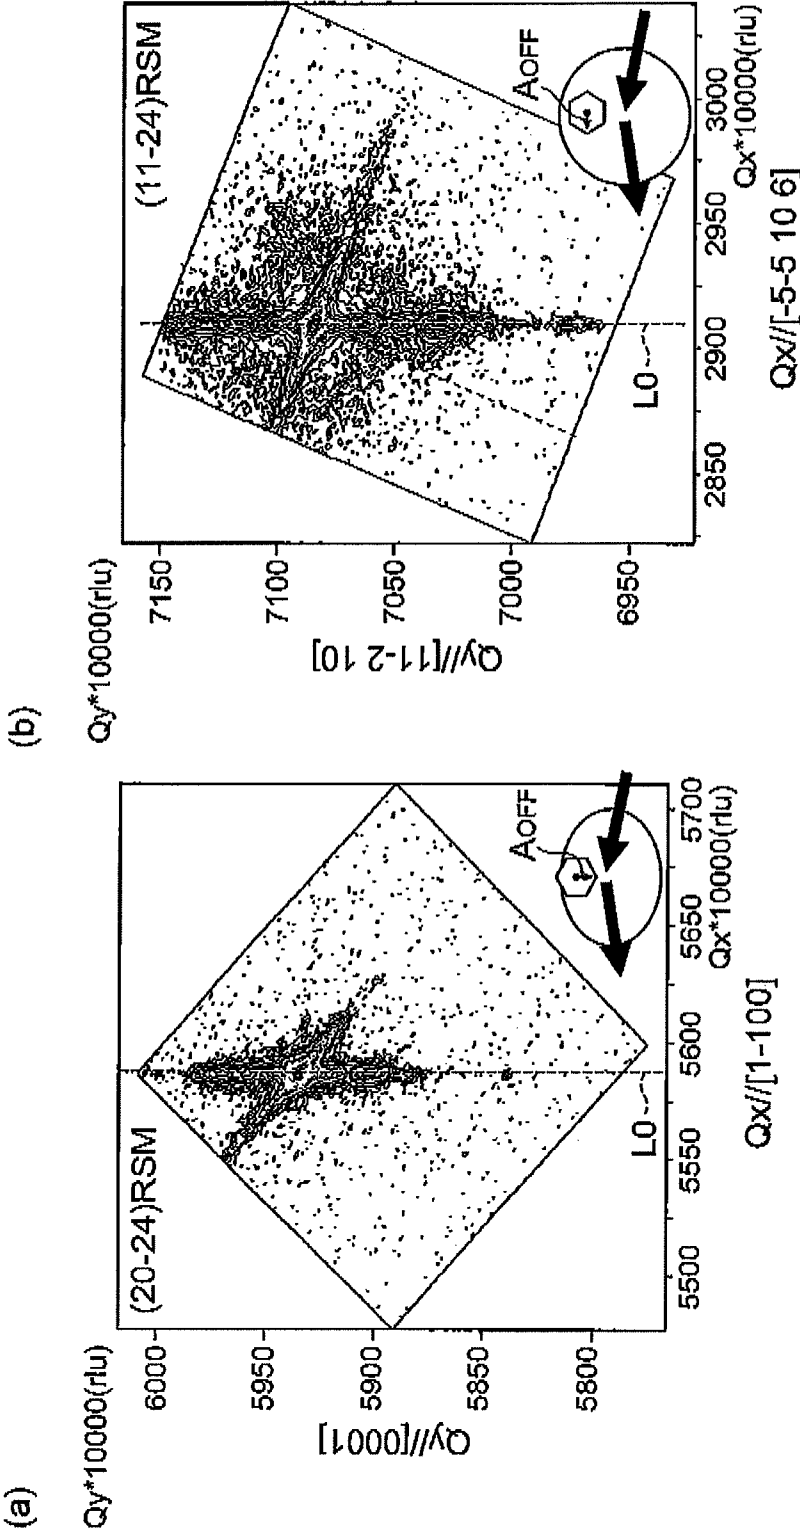 (a)
Qy*10000(rlu)
(20-24)RSM
6000
5950
5900
5850
5800
Qy//[0001]
AOFF
L0
5500
5550
5600
5650
5700
Qx*10000(rlu)
Qx//[1-100]
(b)
Qy*10000(rlu)
(11-24)RSM
7150
7100
7050
7000
6950
Qy//[11-2 10]
AOFF
L0
2850
2900
2950
3000
Qx*10000(rlu)
Qx//[-5-5 10 6]